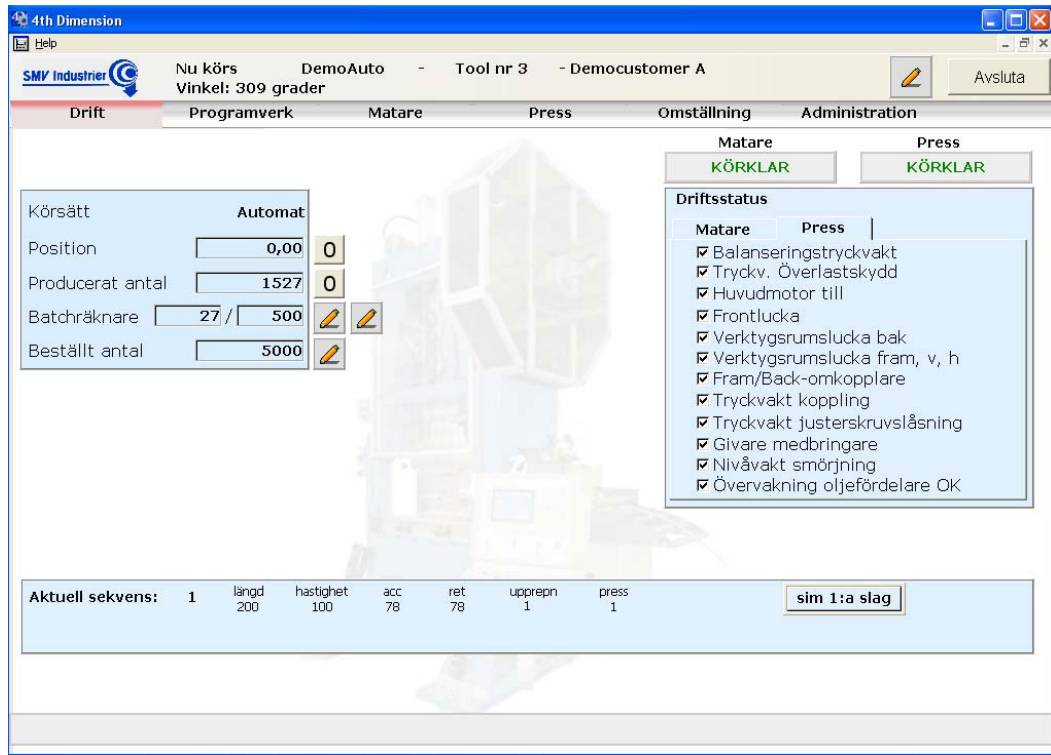 4th Dimension
Help
SMV Industrier
Nu körs DemoAuto - Tool nr 3 - Democustomer A
Vinkel: 309 grader
Avsluta
Drift Programverk Matare Press Omställning Administration
Matare Press
KÖRKLAR KÖRKLAR
Körsätt Automat
Position 0,00 0
Producerat antal 1527 0
Batchräknare 27 / 500
Beställt antal 5000
Driftsstatus
Matare Press
Balanseringstryckvakt
Tryckv. Överlastskydd
Huvudmotor till
Frontlucka
Verktygsrumslucka bak
Verktygsrumslucka fram, v, h
Fram/Back-omkopplare
Tryckvakt koppling
Tryckvakt justerskruvslåsning
Givare medbringare
Nivåvakt smörjning
Övervakning oljefördelare OK
Aktuell sekvens: 1 längd hastighet acc ret upprepn press
200 100 78 78 1 1
sim 1:a slag